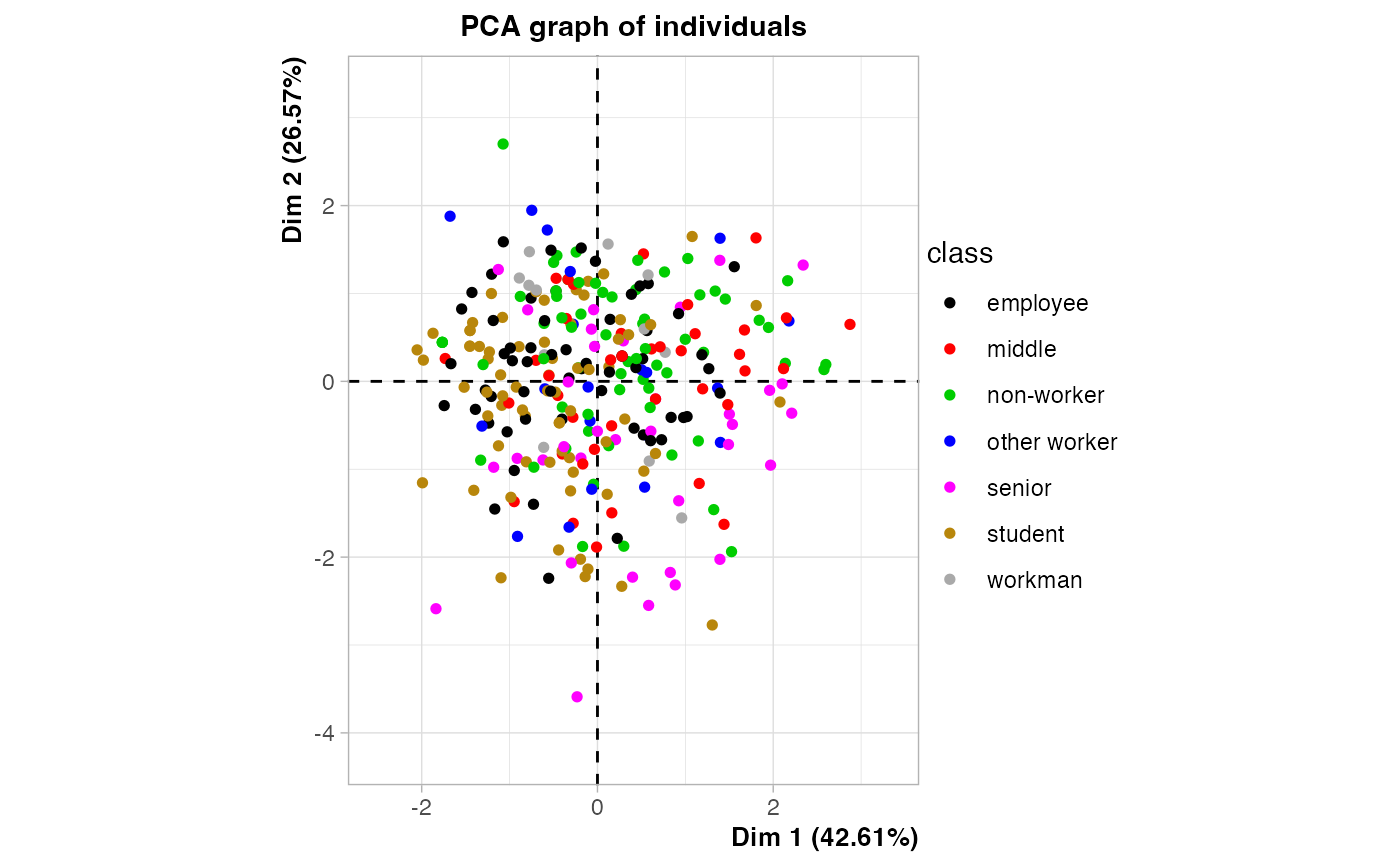 PCA graph of individuals
Dim 2 (26.57%)
2
0
-2
-4
-2 0 2
Dim 1 (42.61%)
class
employee
middle
non-worker
other worker
senior
student
workman